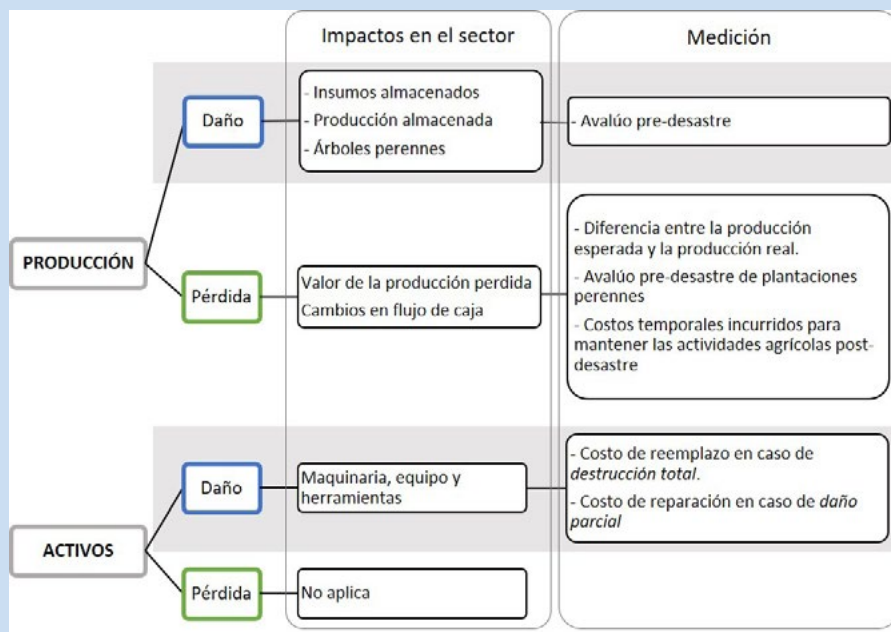 Impactos en el sector
Medición
Daño
- Insumos almacenados
- Producción almacenada
- Árboles perennes
- Avalúo pre-desastre
PRODUCCIÓN
Pérdida
Valor de la producción perdida
Cambios en flujo de caja
- Diferencia entre la producción
esperada y la producción real.
- Avalúo pre-desastre de plantaciones
perennes
- Costos temporales incurridos para
mantener las actividades agrícolas post-
desastre
Daño
Maquinaria, equipo y
herramientas
- Costo de reemplazo en caso de
destrucción total.
- Costo de reparación en caso de daño
parcial
ACTIVOS
Pérdida
No aplica